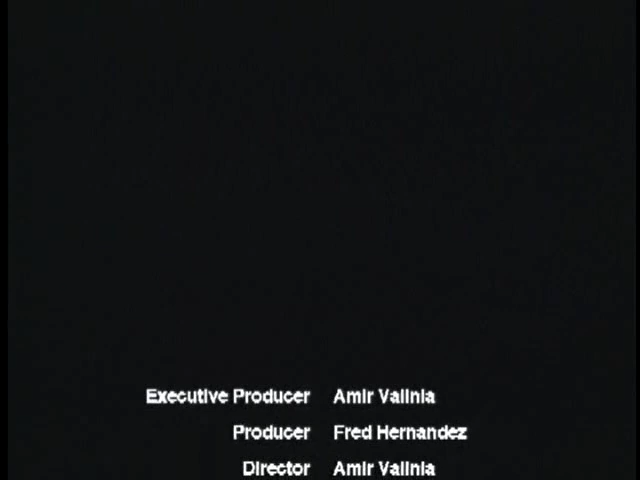 Executive Producer Amir Valinia
Producer Fred Hernandez
Director Amir Valinia